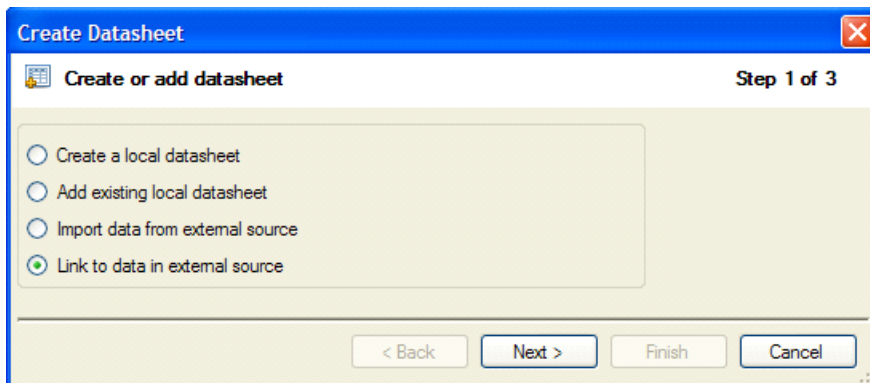 Create Datasheet
Create or add datasheet Step 1 of 3
Create a local datasheet
Add existing local datasheet
Import data from external source
Link to data in external source
< Back Next > Finish Cancel